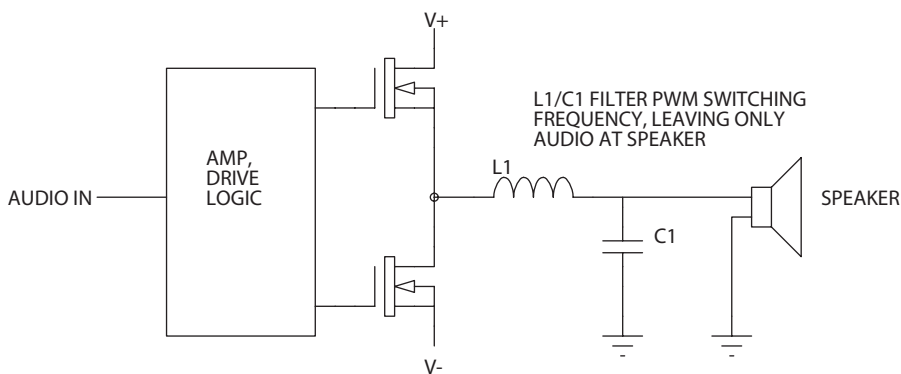 V+
L1/C1 FILTER PWM SWITCHING
FREQUENCY, LEAVING ONLY
AUDIO AT SPEAKER
AMP,
DRIVE
LOGIC
L1
AUDIO IN
SPEAKER
C1
V-